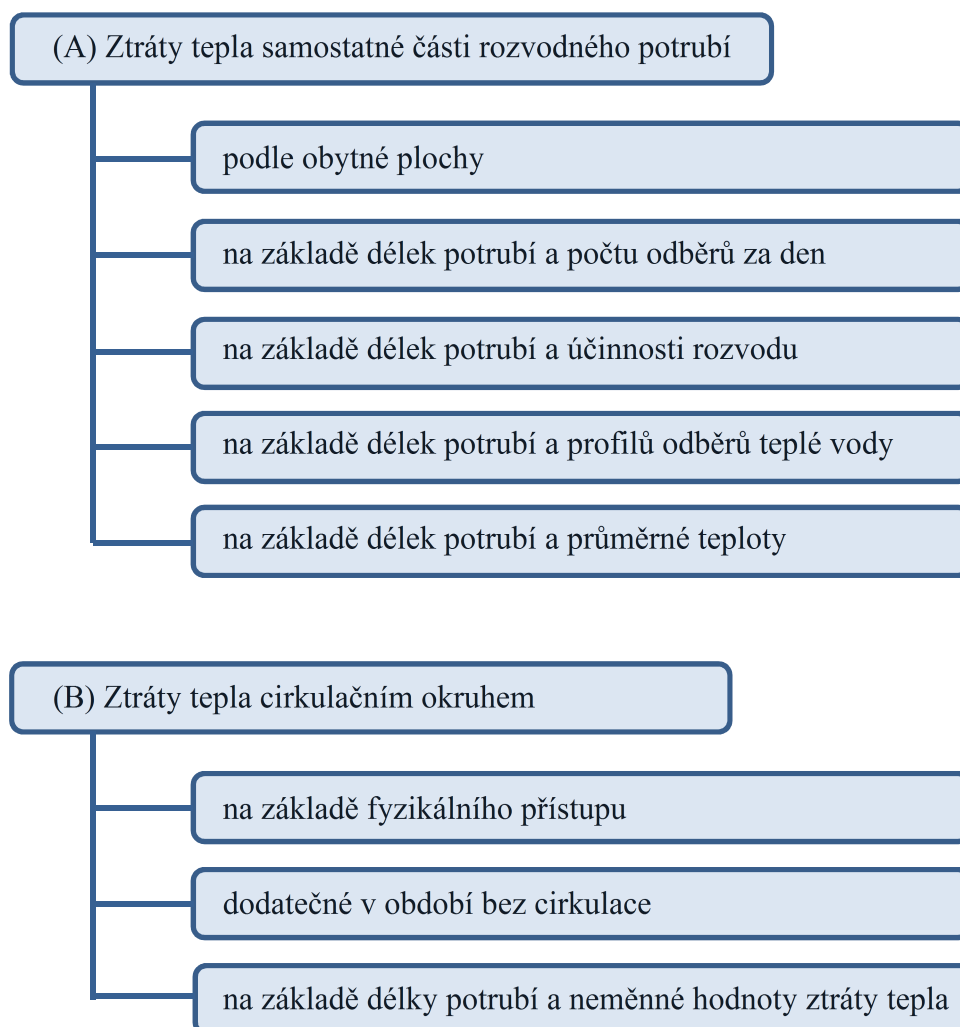 (A) Ztráty tepla samostatné části rozvodného potrubí
podle obytné plochy
na základě délek potrubí a počtu odběrů za den
na základě délek potrubí a účinnosti rozvodu
na základě délek potrubí a profilů odběrů teplé vody
na základě délek potrubí a průměrné teploty
(B) Ztráty tepla cirkulačním okruhem
na základě fyzikálního přístupu
dodatečné v období bez cirkulace
na základě délky potrubí a neměnné hodnoty ztráty tepla